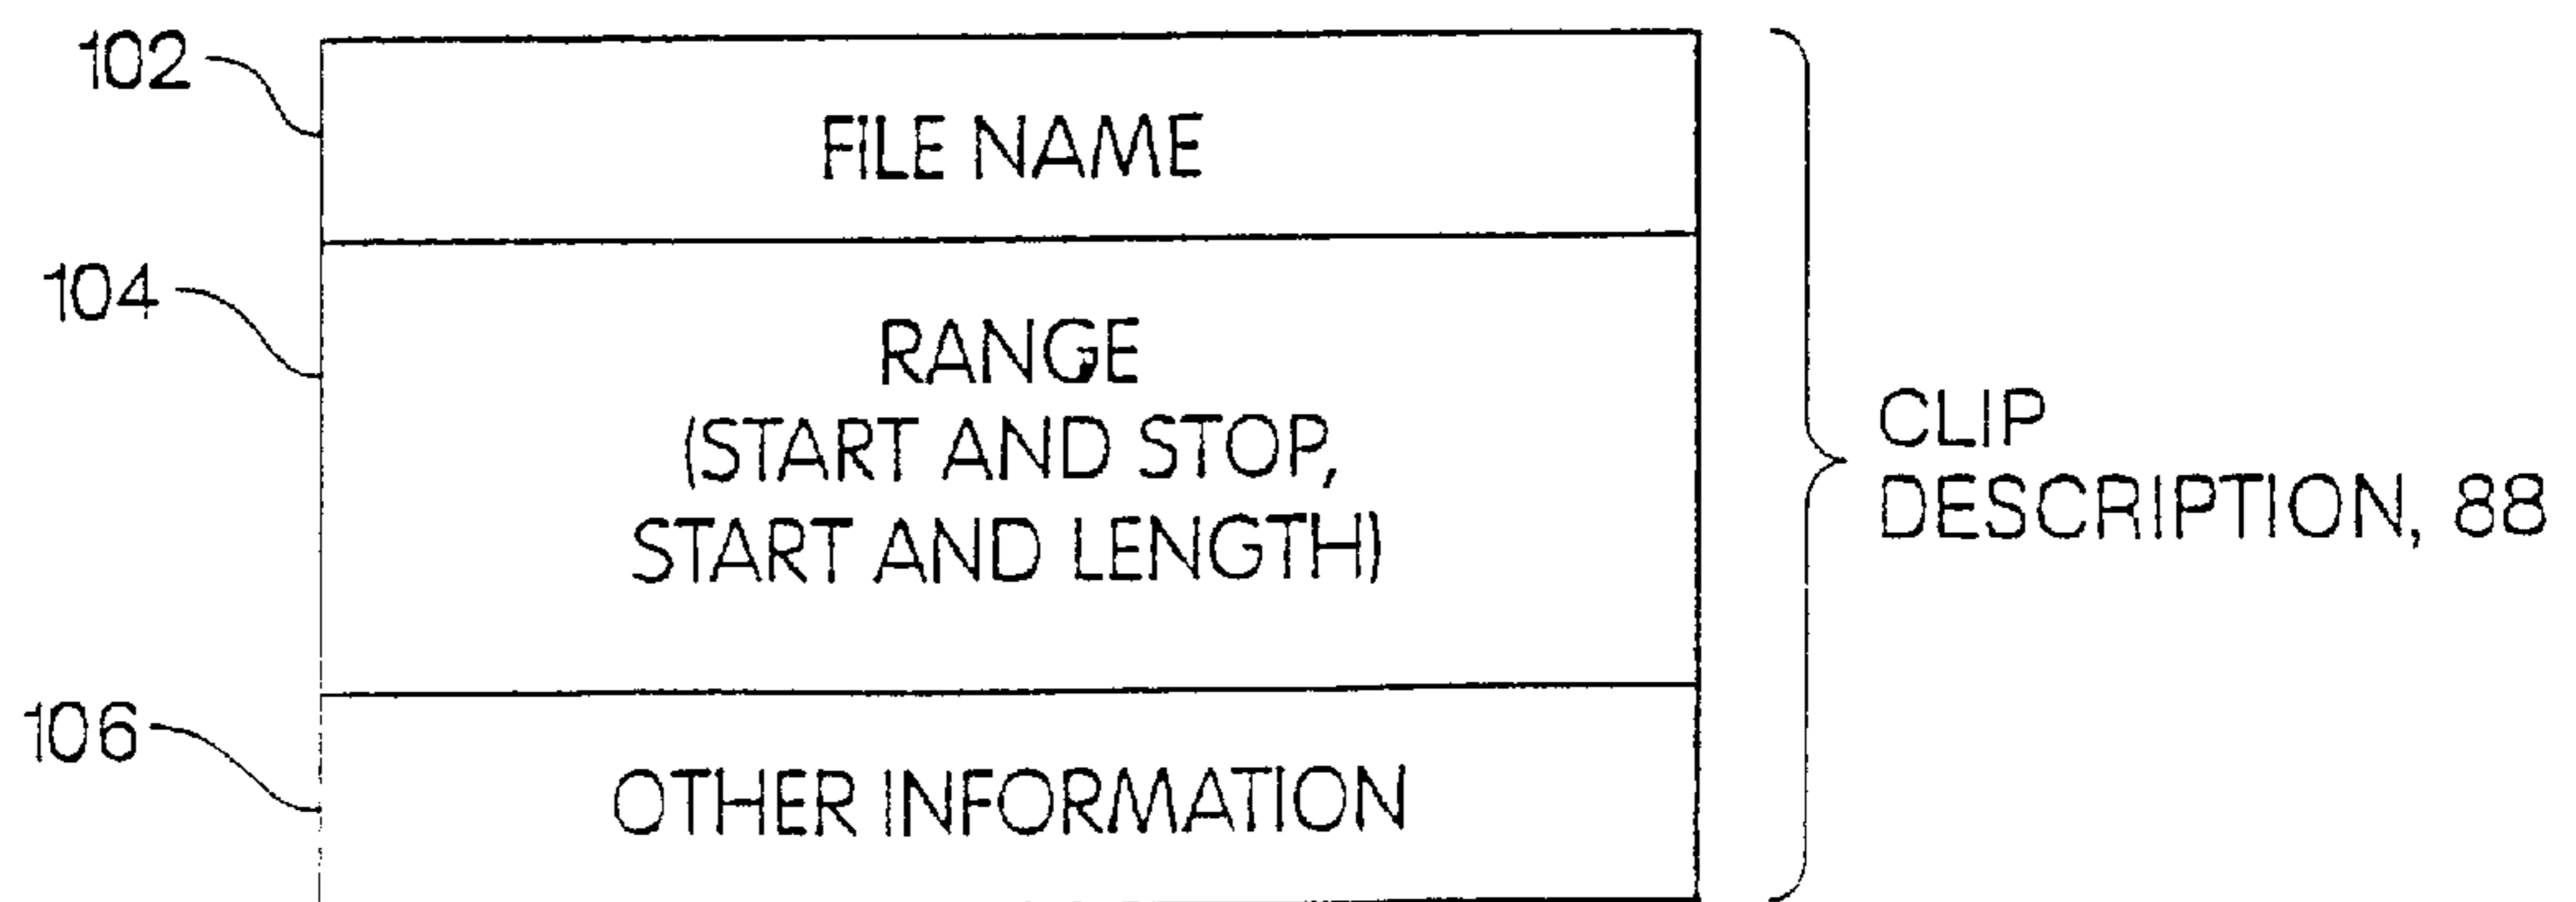 102
FILE NAME
104
RANGE
(START AND STOP,
START AND LENGTH)
106
OTHER INFORMATION
CLIP
DESCRIPTION, 88